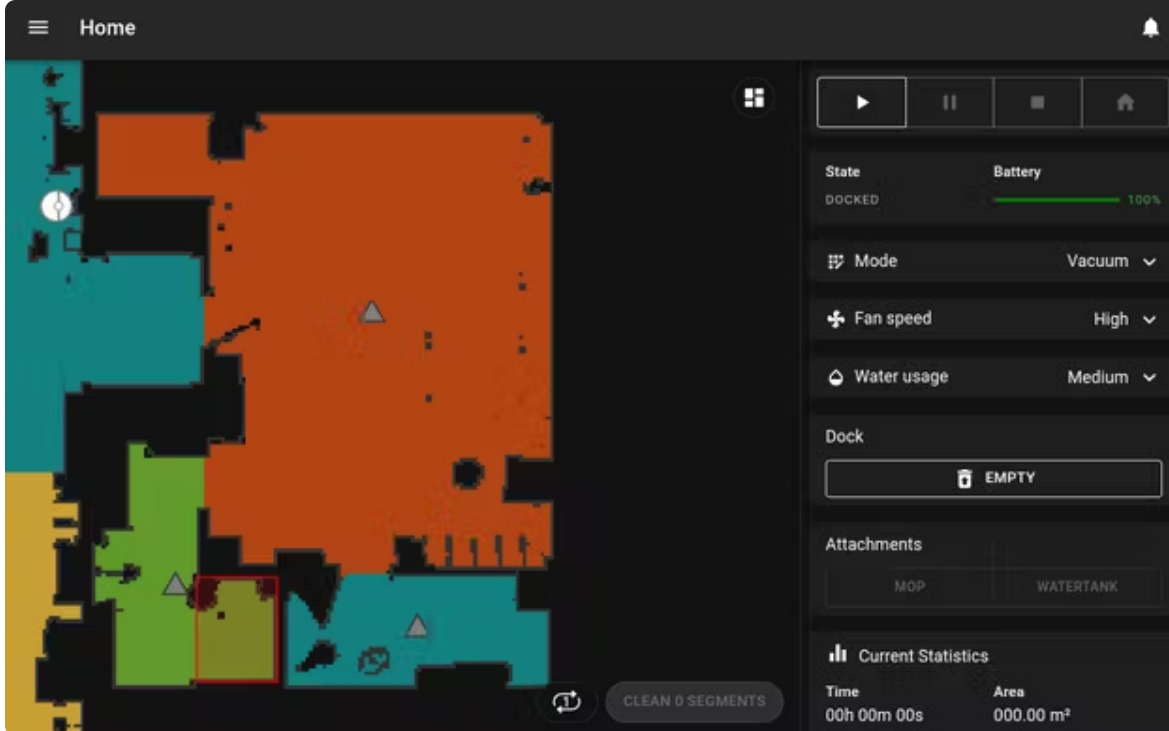 Home
State Battery
DOCKED 100%
Mode Vacuum
Fan speed High
Water usage Medium
Dock
EMPTY
Attachments
MOP WATERTANK
Current Statistics
Time Area
00h 00m 00s 000.00 m²
1 CLEAN 0 SEGMENTS